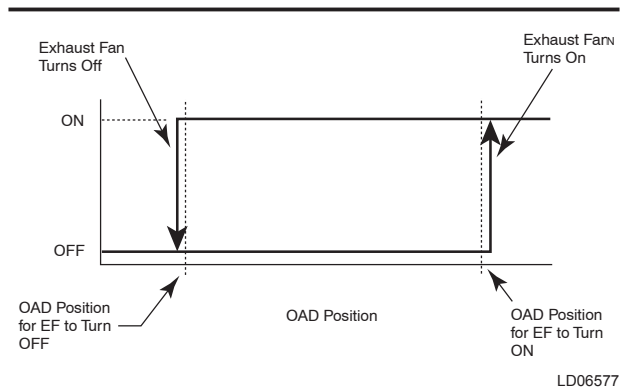 Exhaust Fan
Turns Off
Exhaust FanN
Turns On
ON
OFF
OAD Position
for EF to Turn
OFF
OAD Position
OAD Position
for EF to Turn
ON
LD06577